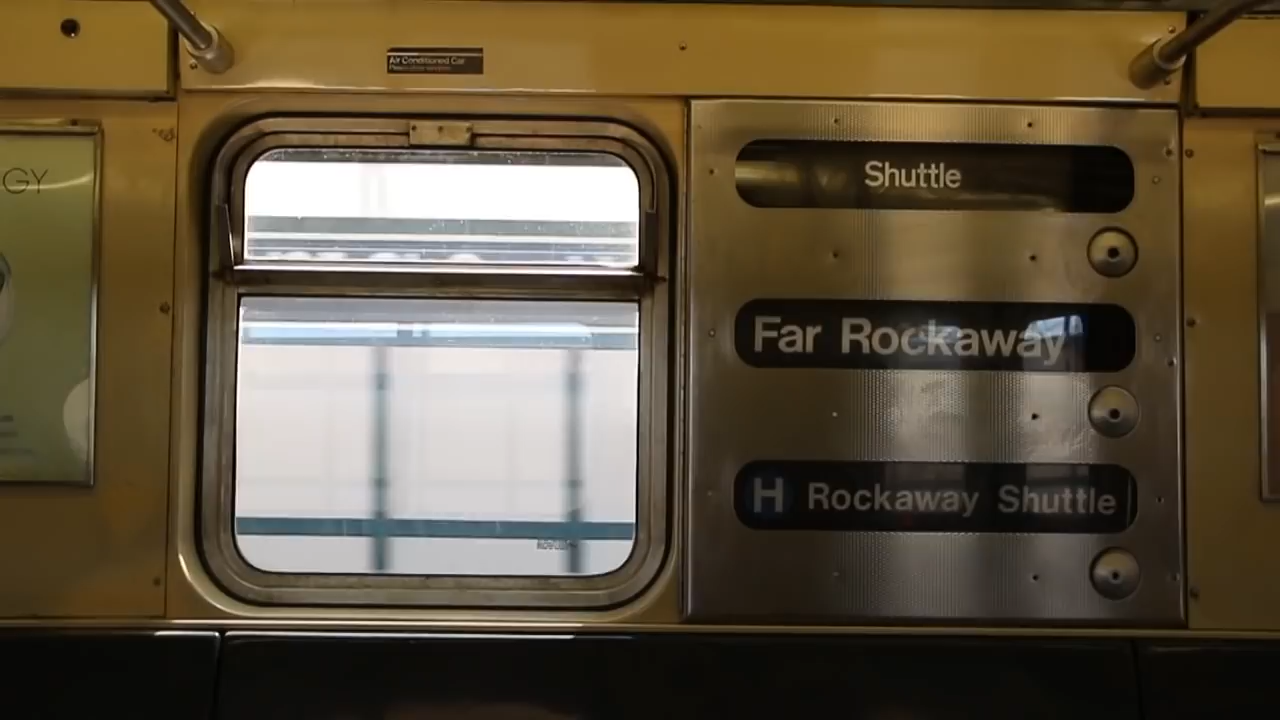 Air Conditioned Car
GY
Shuttle
Far Rockaway
H Rockaway Shuttle